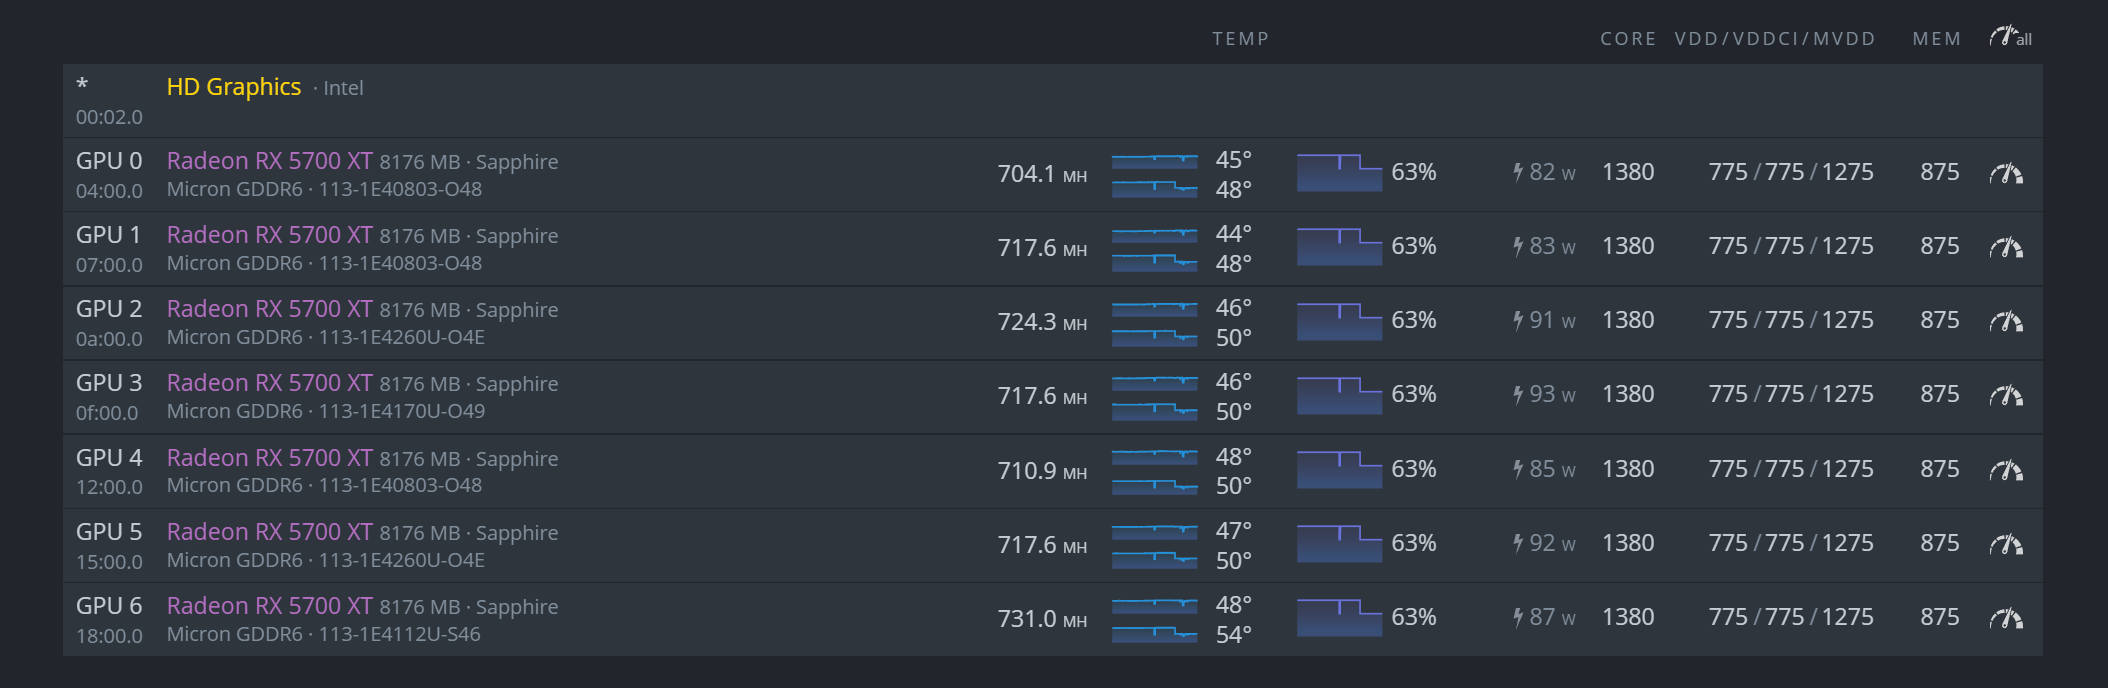 TEMP CORE VDD/VDDCI/MVDD MEM all
* HD Graphics · Intel
00:02.0
GPU 0 Radeon RX 5700 XT 8176 MB · Sapphire 704.1 MH 45° 63% 82 W 1380 775/775/1275 875
04:00.0 Micron GDDR6 · 113-1E40803-O48 48°
GPU 1 Radeon RX 5700 XT 8176 MB · Sapphire 717.6 MH 44° 63% 83 W 1380 775/775/1275 875
07:00.0 Micron GDDR6 · 113-1E40803-O48 48°
GPU 2 Radeon RX 5700 XT 8176 MB · Sapphire 724.3 MH 46° 63% 91 W 1380 775/775/1275 875
0a:00.0 Micron GDDR6 · 113-1E4260U-O4E 50°
GPU 3 Radeon RX 5700 XT 8176 MB · Sapphire 717.6 MH 46° 63% 93 W 1380 775/775/1275 875
0f:00.0 Micron GDDR6 · 113-1E4170U-O49 50°
GPU 4 Radeon RX 5700 XT 8176 MB · Sapphire 710.9 MH 48° 63% 85 W 1380 775/775/1275 875
12:00.0 Micron GDDR6 · 113-1E40803-O48 50°
GPU 5 Radeon RX 5700 XT 8176 MB · Sapphire 717.6 MH 47° 63% 92 W 1380 775/775/1275 875
15:00.0 Micron GDDR6 · 113-1E4260U-O4E 50°
GPU 6 Radeon RX 5700 XT 8176 MB · Sapphire 731.0 MH 48° 63% 87 W 1380 775/775/1275 875
18:00.0 Micron GDDR6 · 113-1E4112U-S46 54°